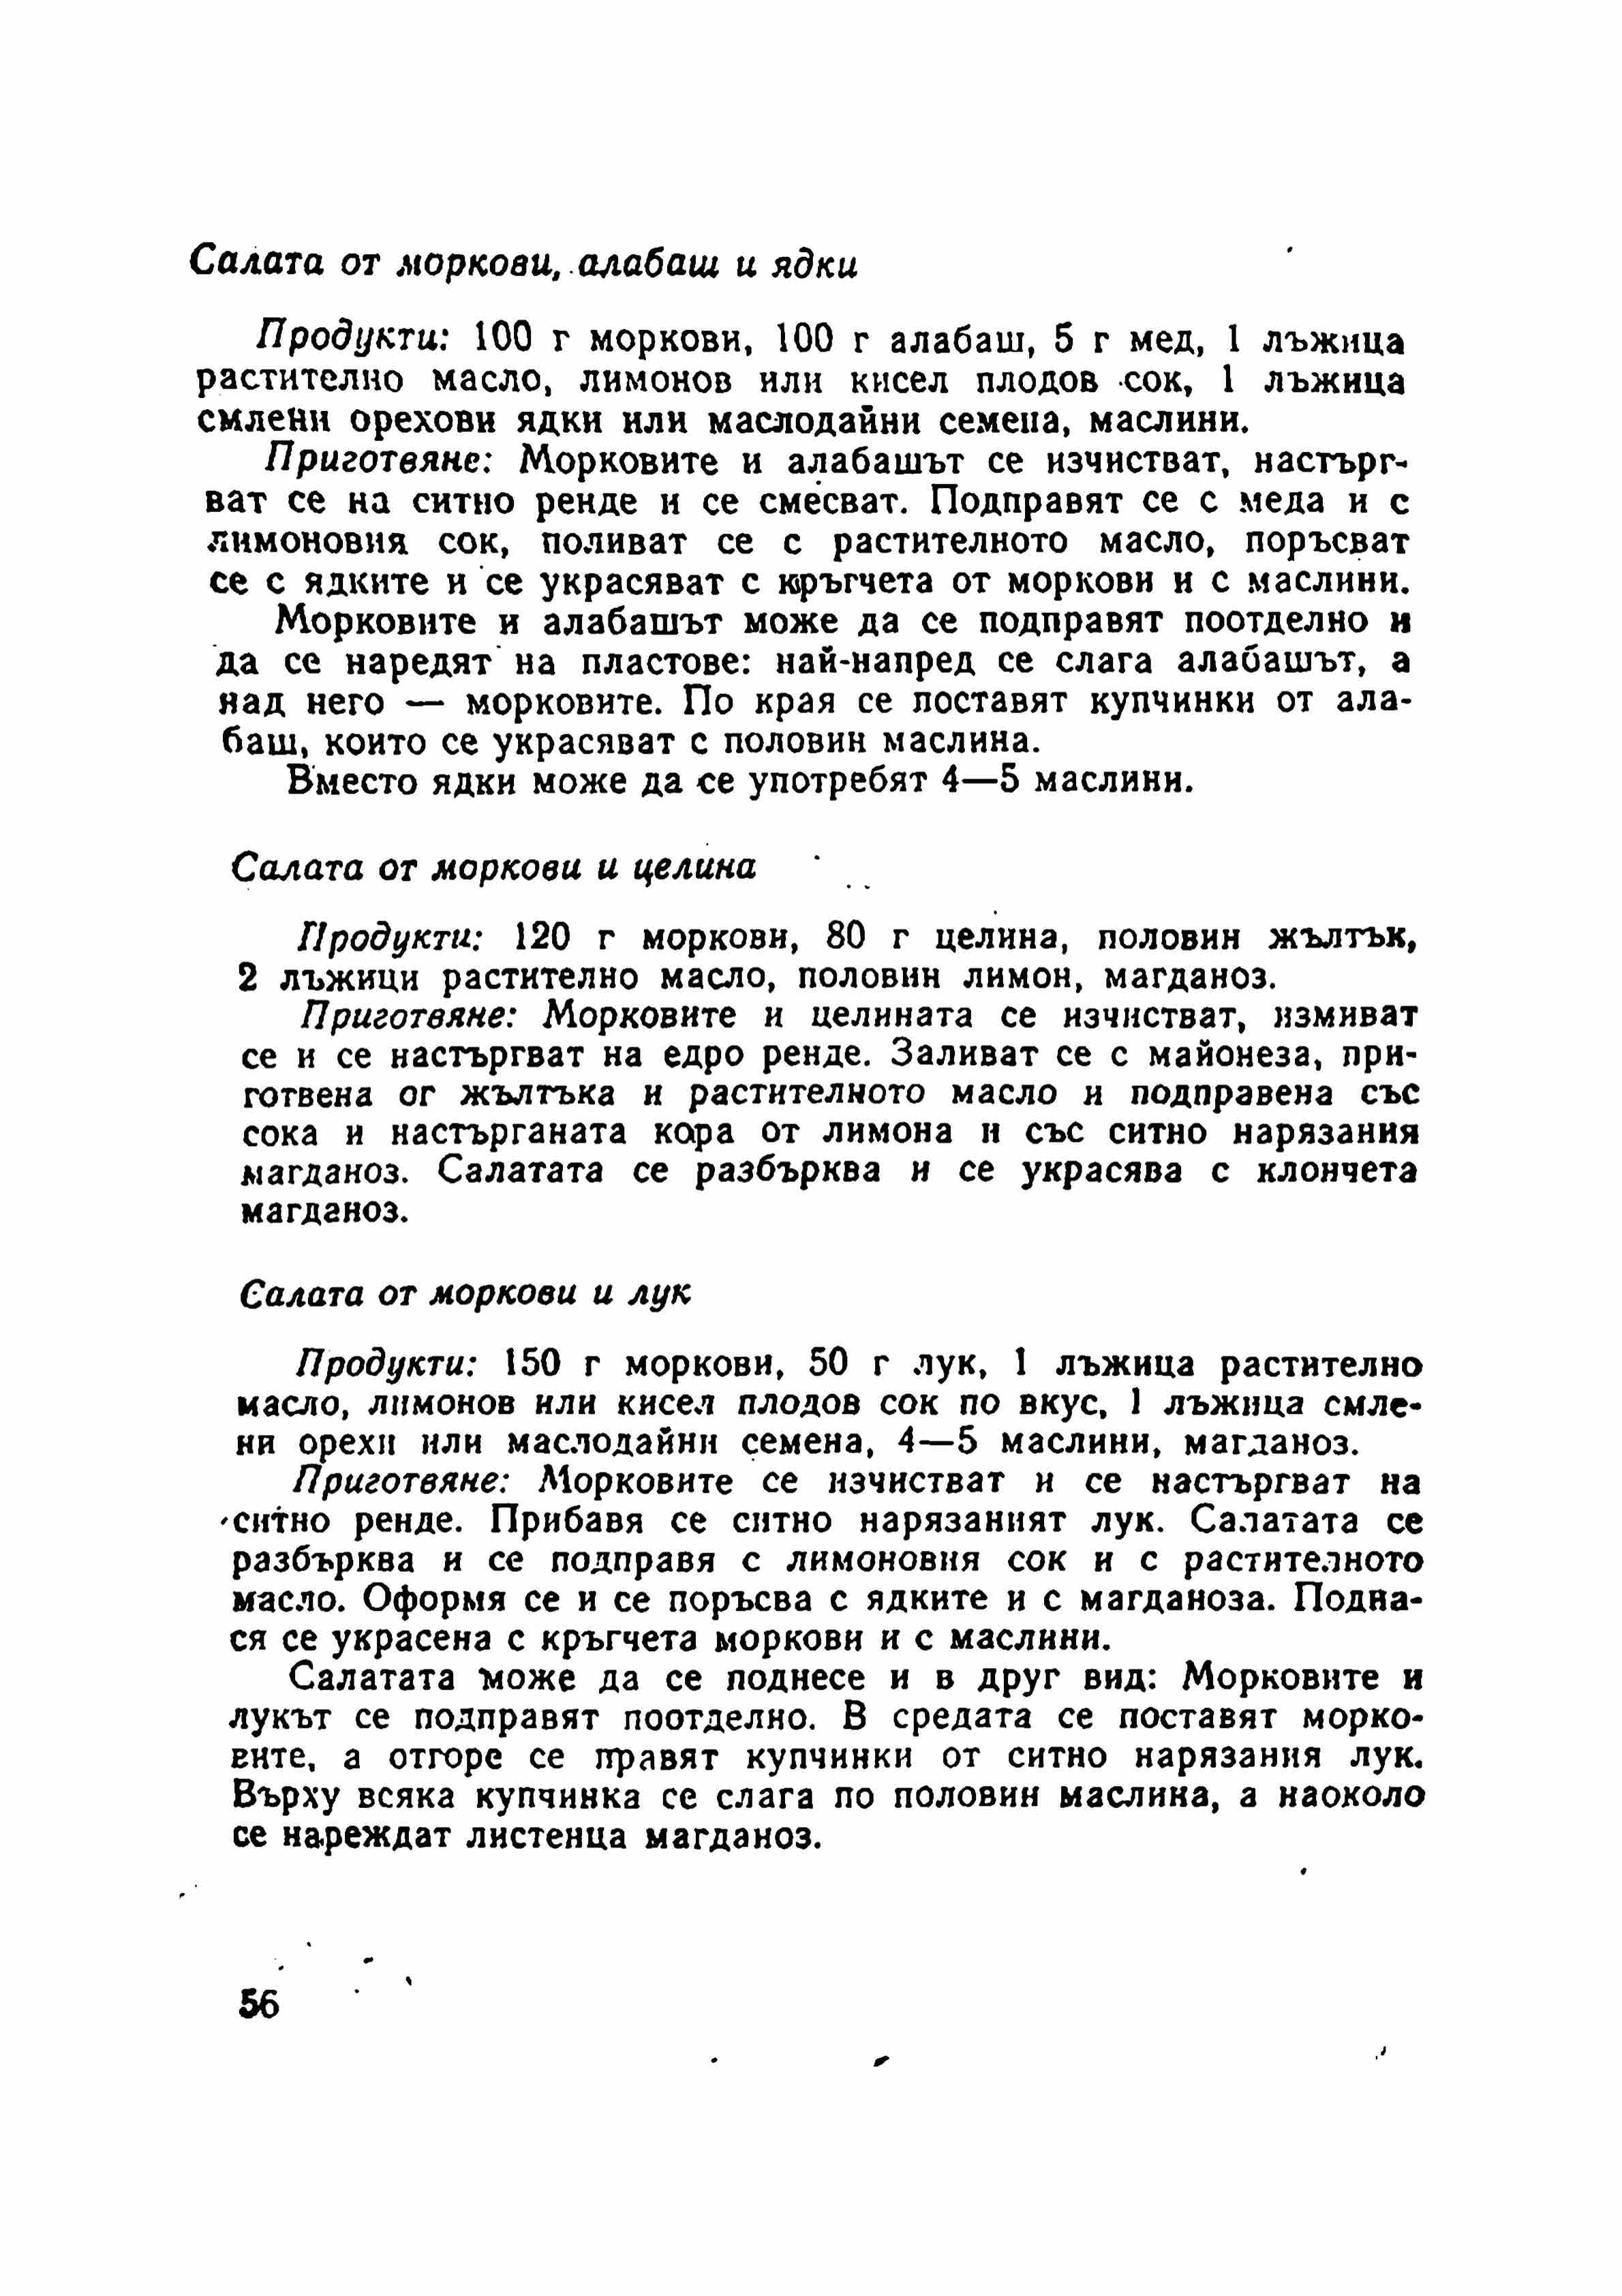 Салата от моркови, алабаш и ядки
Продукти: 100 г моркови, 100 г алабаш, 5 г мед, 1 лъжица
растително масло, лимонов или кисел плодов сок, 1 лъжица
смлени орехови ядки или маслодайни семена, маслини.
Приготвяне: Морковите и алабашът се изчистват, настърг-
ват се на ситно ренде и се смесват. Подправят се с меда и с
лимоновия сок, поливат се с растителното масло, поръсват
се с ядките и се украсяват с кръгчета от моркови и с маслини.
Морковите и алабашът може да се подправят поотделно и
да се наредят на пластове: най-напред се слага алабашът, а
над него — морковите. По края се поставят купчинки от ала-
баш, които се украсяват с половин маслина.
Вместо ядки може да се употребят 4—5 маслини.
Салата от моркови и целина
Продукти: 120 г моркови, 80 г целина, половин жълтък,
2 лъжици растително масло, половин лимон, магданоз.
Приготвяне: Морковите и целината се изчистват, измиват
се и се настъргват на едро ренде. Заливат се с майонеза, при-
готвена от жълтъка и растителното масло и подправена със
сока и настърганата кора от лимона и със ситно нарязания
магданоз. Салатата се разбърква и се украсява с клончета
магданоз.
Салата от моркови и лук
Продукти: 150 г моркови, 50 г лук, 1 лъжица растително
масло, лимонов или кисел плодов сок по вкус, 1 лъжица смле-
ни орехи или маслодайни семена, 4—5 маслини, магданоз.
Приготвяне: Морковите се изчистват и се настъргват на
ситно ренде. Прибавя се ситно нарязаният лук. Салатата се
разбърква и се подправя с лимоновия сок и с растителното
масло. Оформя се и се поръсва с ядките и с магданоза. Подна-
ся се украсена с кръгчета моркови и с маслини.
Салатата може да се поднесе и в друг вид: Морковите и
лукът се подправят поотделно. В средата се поставят морко-
вите, а отгоре се правят купчинки от ситно нарязания лук.
Върху всяка купчинка се слага по половин маслина, а наоколо
се нареждат листенца магданоз.
56